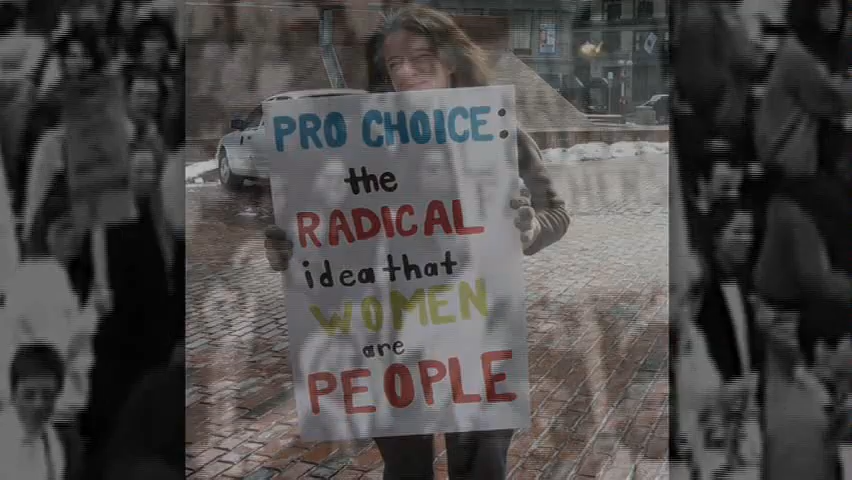 PRO CHOICE:
the
RADICAL
idea that
WOMEN
are
PEOPLE